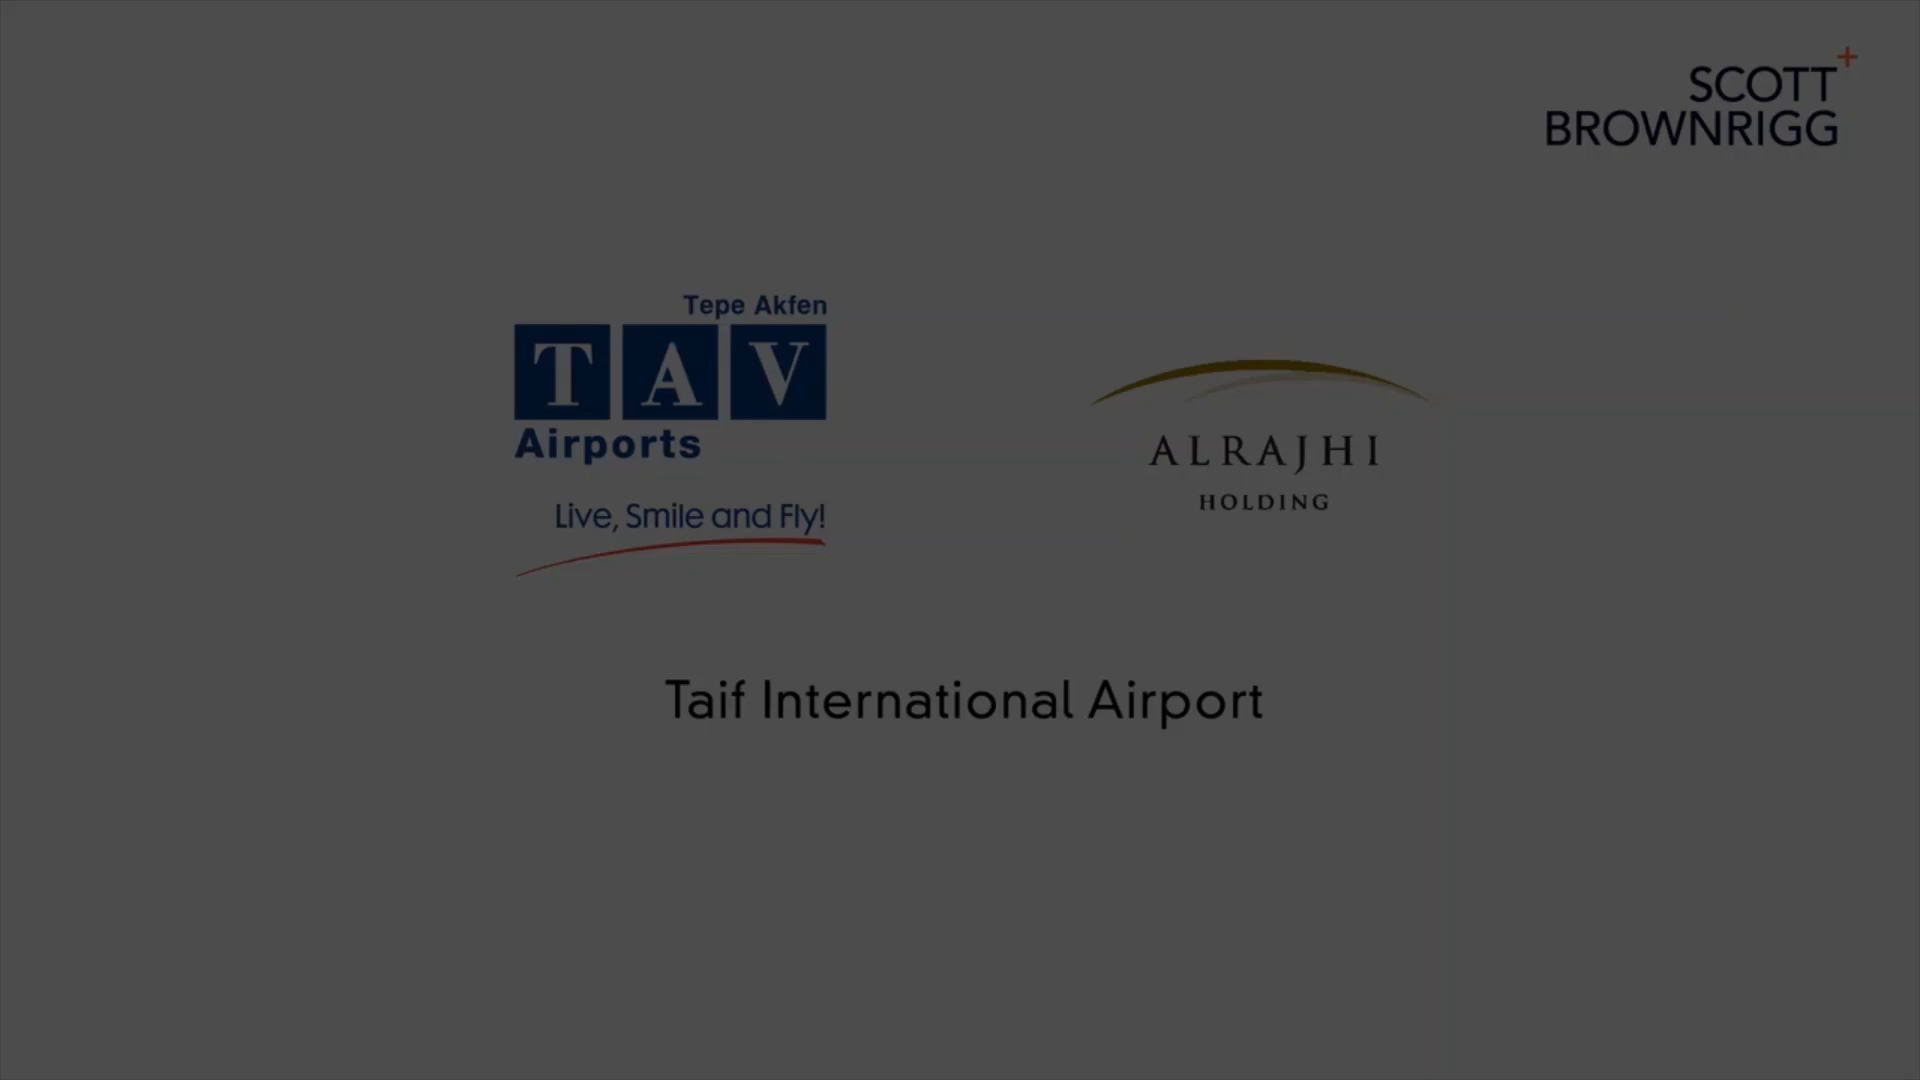 SCOTT
BROWNRIGG
Tepe Akfen
TAV
Airports
Live, Smile and Fly!
ALRAJHI
HOLDING
Taif International Airport